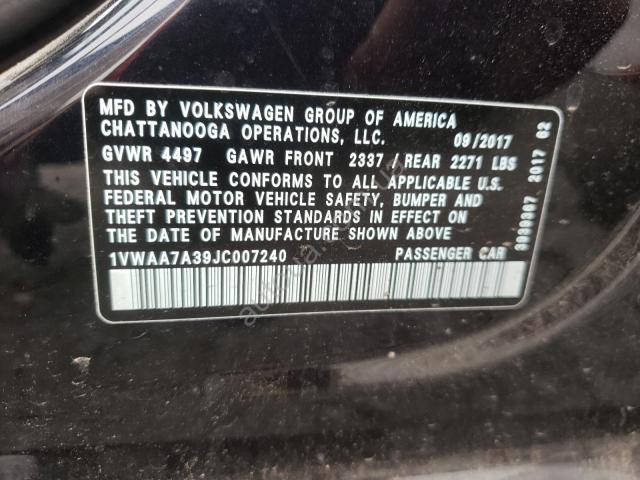 MFD BY VOLKSWAGEN GROUP OF AMERICA
CHATTANOOGA OPERATIONS, LLC. 09/2017
GVWR 4497 GAWR FRONT 2337 / REAR 2271 LBS
THIS VEHICLE CONFORMS TO ALL APPLICABLE U.S.
FEDERAL MOTOR VEHICLE SAFETY, BUMPER AND
THEFT PREVENTION STANDARDS IN EFFECT ON
THE DATE OF MANUFACTURE SHOWN ABOVE
1VWAA7A39JC007240 PASSENGER CAR
2017 02